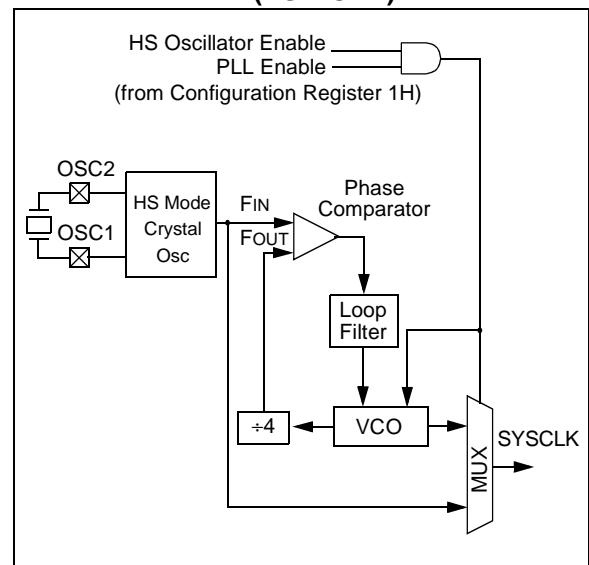 HS Oscillator Enable
PLL Enable
(from Configuration Register 1H)
OSC2
OSC1
HS Mode
Crystal
Osc
FIN
FOUT
Phase
Comparator
Loop
Filter
÷4
VCO
MUX
SYSCLK